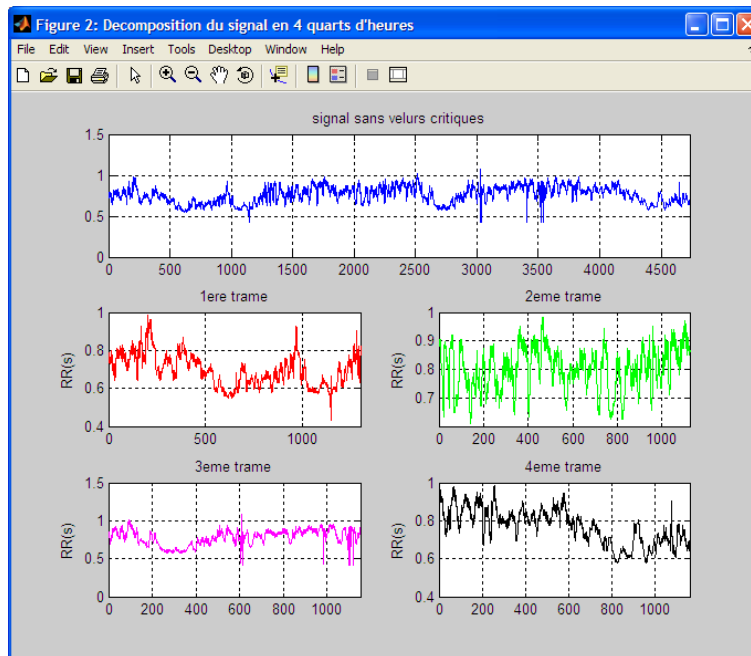 Figure 2: Decomposition du signal en 4 quarts d'heures
File Edit View Insert Tools Desktop Window Help
signal sans velurs critiques
1.5
1
0.5
0
0 500 1000 1500 2000 2500 3000 3500 4000 4500
1ere trame
RR(s)
1
0.8
0.6
0.4
0 500 1000
2eme trame
RR(s)
1
0.9
0.8
0.7
0 200 400 600 800 1000
3eme trame
RR(s)
1.5
1
0.5
0
0 200 400 600 800 1000
4eme trame
RR(s)
1
0.8
0.6
0.4
0 200 400 600 800 1000